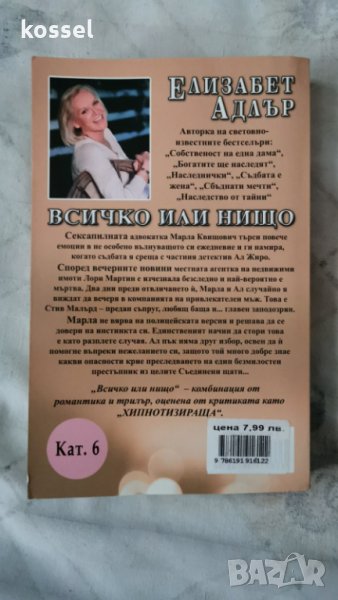 kossel
ЕЛИЗАБЕТ
АДЛЪР
Авторка на световно-
известните бестселъри:
„Собственост на една дама“,
„Богатите ще наследят“,
„Наследнички“, „Съдбата е
жена“, „Сбъднати мечти“,
„Наследство от тайни“
ВСИЧКО ИЛИ НИЩО
Сексапилната адвокатка Марла Квишович търси повече
емоции в не особено вълнуващото си ежедневие и ги намира,
когато съдбата я среща с частния детектив Ал Жиро.
Според вечерните новини местната агентка на недвижими
имоти Лори Мартин е изчезнала безследно и най-вероятно е
мъртва. Два дни преди отвличането ѝ, Марла и Ал случайно я
виждат да вечеря в компанията на привлекателен мъж. Това е
Стив Малърд – предан съпруг, любящ баща и... главен заподозрян.
Марла не вярва на полицейската версия и решава да се
довери на инстинкта си. Единственият начин да стори това
е като разплете случая. Ал пък няма друг избор, освен да ѝ
помогне въпреки нежеланието си, защото той много добре знае
какви опасности крие преследването на един безмилостен
престъпник из целите Съединени щати...
„Всичко или нищо“ – комбинация от
романтика и трилър, оценена от критиката като
„ХИПНОТИЗИРАЩА“.
Кат. 6
цена 7,99 лв.
9 786191 916122
BAZAR